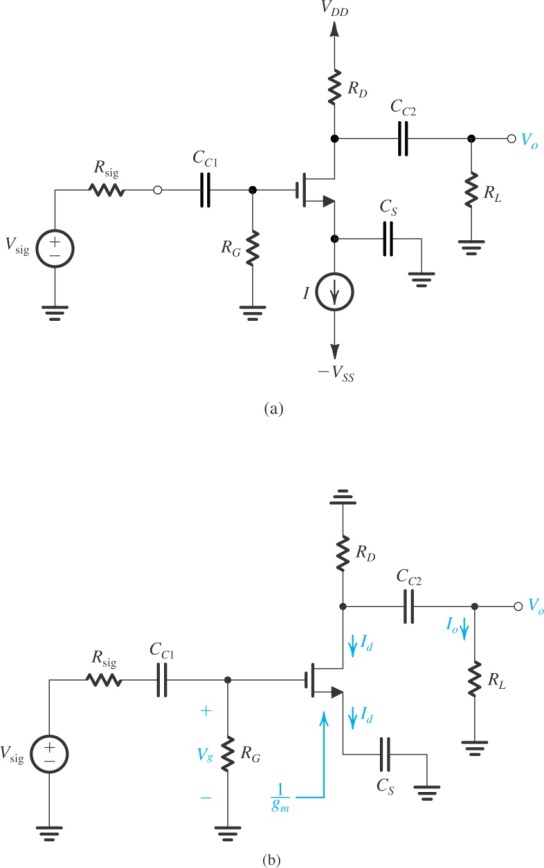 V_DD
R_D
C_C2
V_o
R_sig
C_C1
R_L
V_sig
+
−
R_G
C_S
I
−V_SS
(a)
R_D
C_C2
V_o
I_o
I_d
R_sig
C_C1
R_L
+
I_d
V_sig
+
−
V_g
R_G
−
1/g_m
C_S
(b)